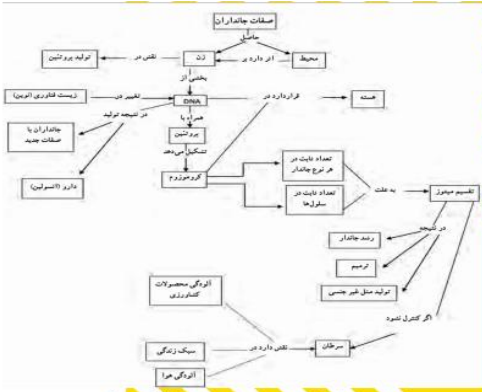 صفات جانداران
حاصل
محیط
اثر دارد بر
ژن
نقش در
تولید پروتئین
بخشی از
زیست فناوری (نوین)
تغییر در
DNA
قرار دارد در
هسته
در نتیجه تولید
جانداران با
صفات جدید
دارو (انسولین)
همراه با
پروتئین
تشکیل می‌دهد
کروموزوم
تعداد ثابت در
هر نوع جاندار
تعداد ثابت در
سلول‌ها
به علت
تقسیم میتوز
در نتیجه
رشد جاندار
ترمیم
تولید مثل غیر جنسی
اگر کنترل نشود
سرطان
نقش دارد در
آلودگی محصولات
کشاورزی
سبک زندگی
آلودگی هوا